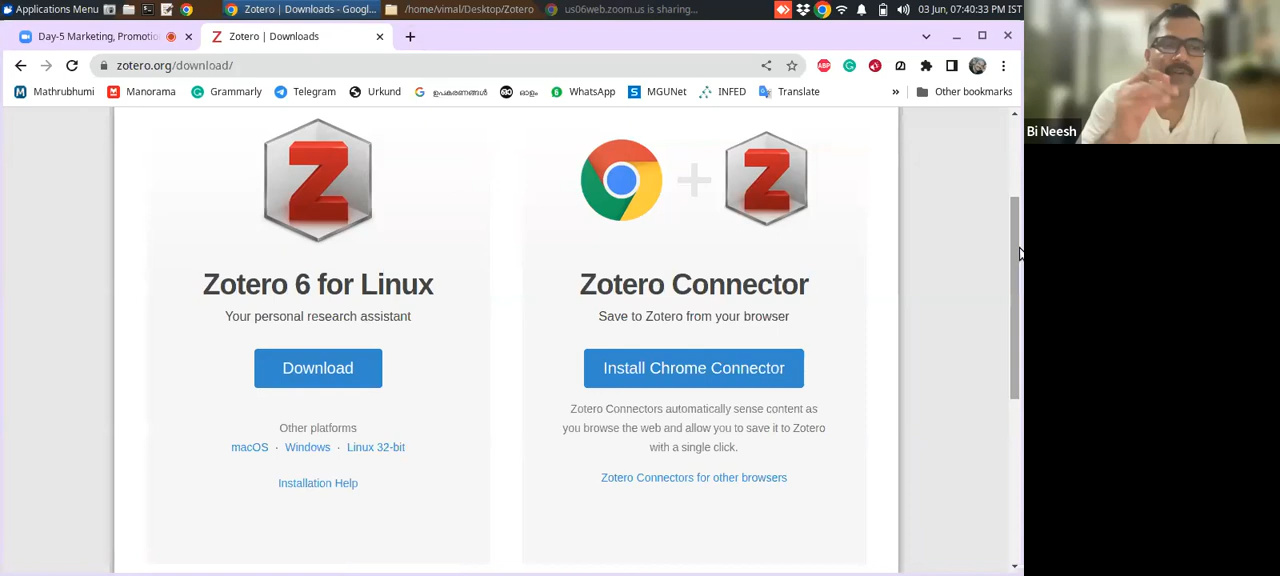 Applications Menu
Zotero | Downloads - Googl...
/home/vimal/Desktop/Zotero
us06web.zoom.us is sharing...
03 Jun, 07:40:33 PM IST
Day-5 Marketing, Promotio
Zotero | Downloads
zotero.org/download/
Mathrubhumi
Manorama
Grammarly
Telegram
Urkund
ഉപകരണങ്ങൾ
ഓളം
WhatsApp
MGUNet
INFED
Translate
»
Other bookmarks
Bi Neesh
Zotero 6 for Linux
Your personal research assistant
Download
Other platforms
macOS · Windows · Linux 32-bit
Installation Help
Zotero Connector
Save to Zotero from your browser
Install Chrome Connector
Zotero Connectors automatically sense content as
you browse the web and allow you to save it to Zotero
with a single click.
Zotero Connectors for other browsers